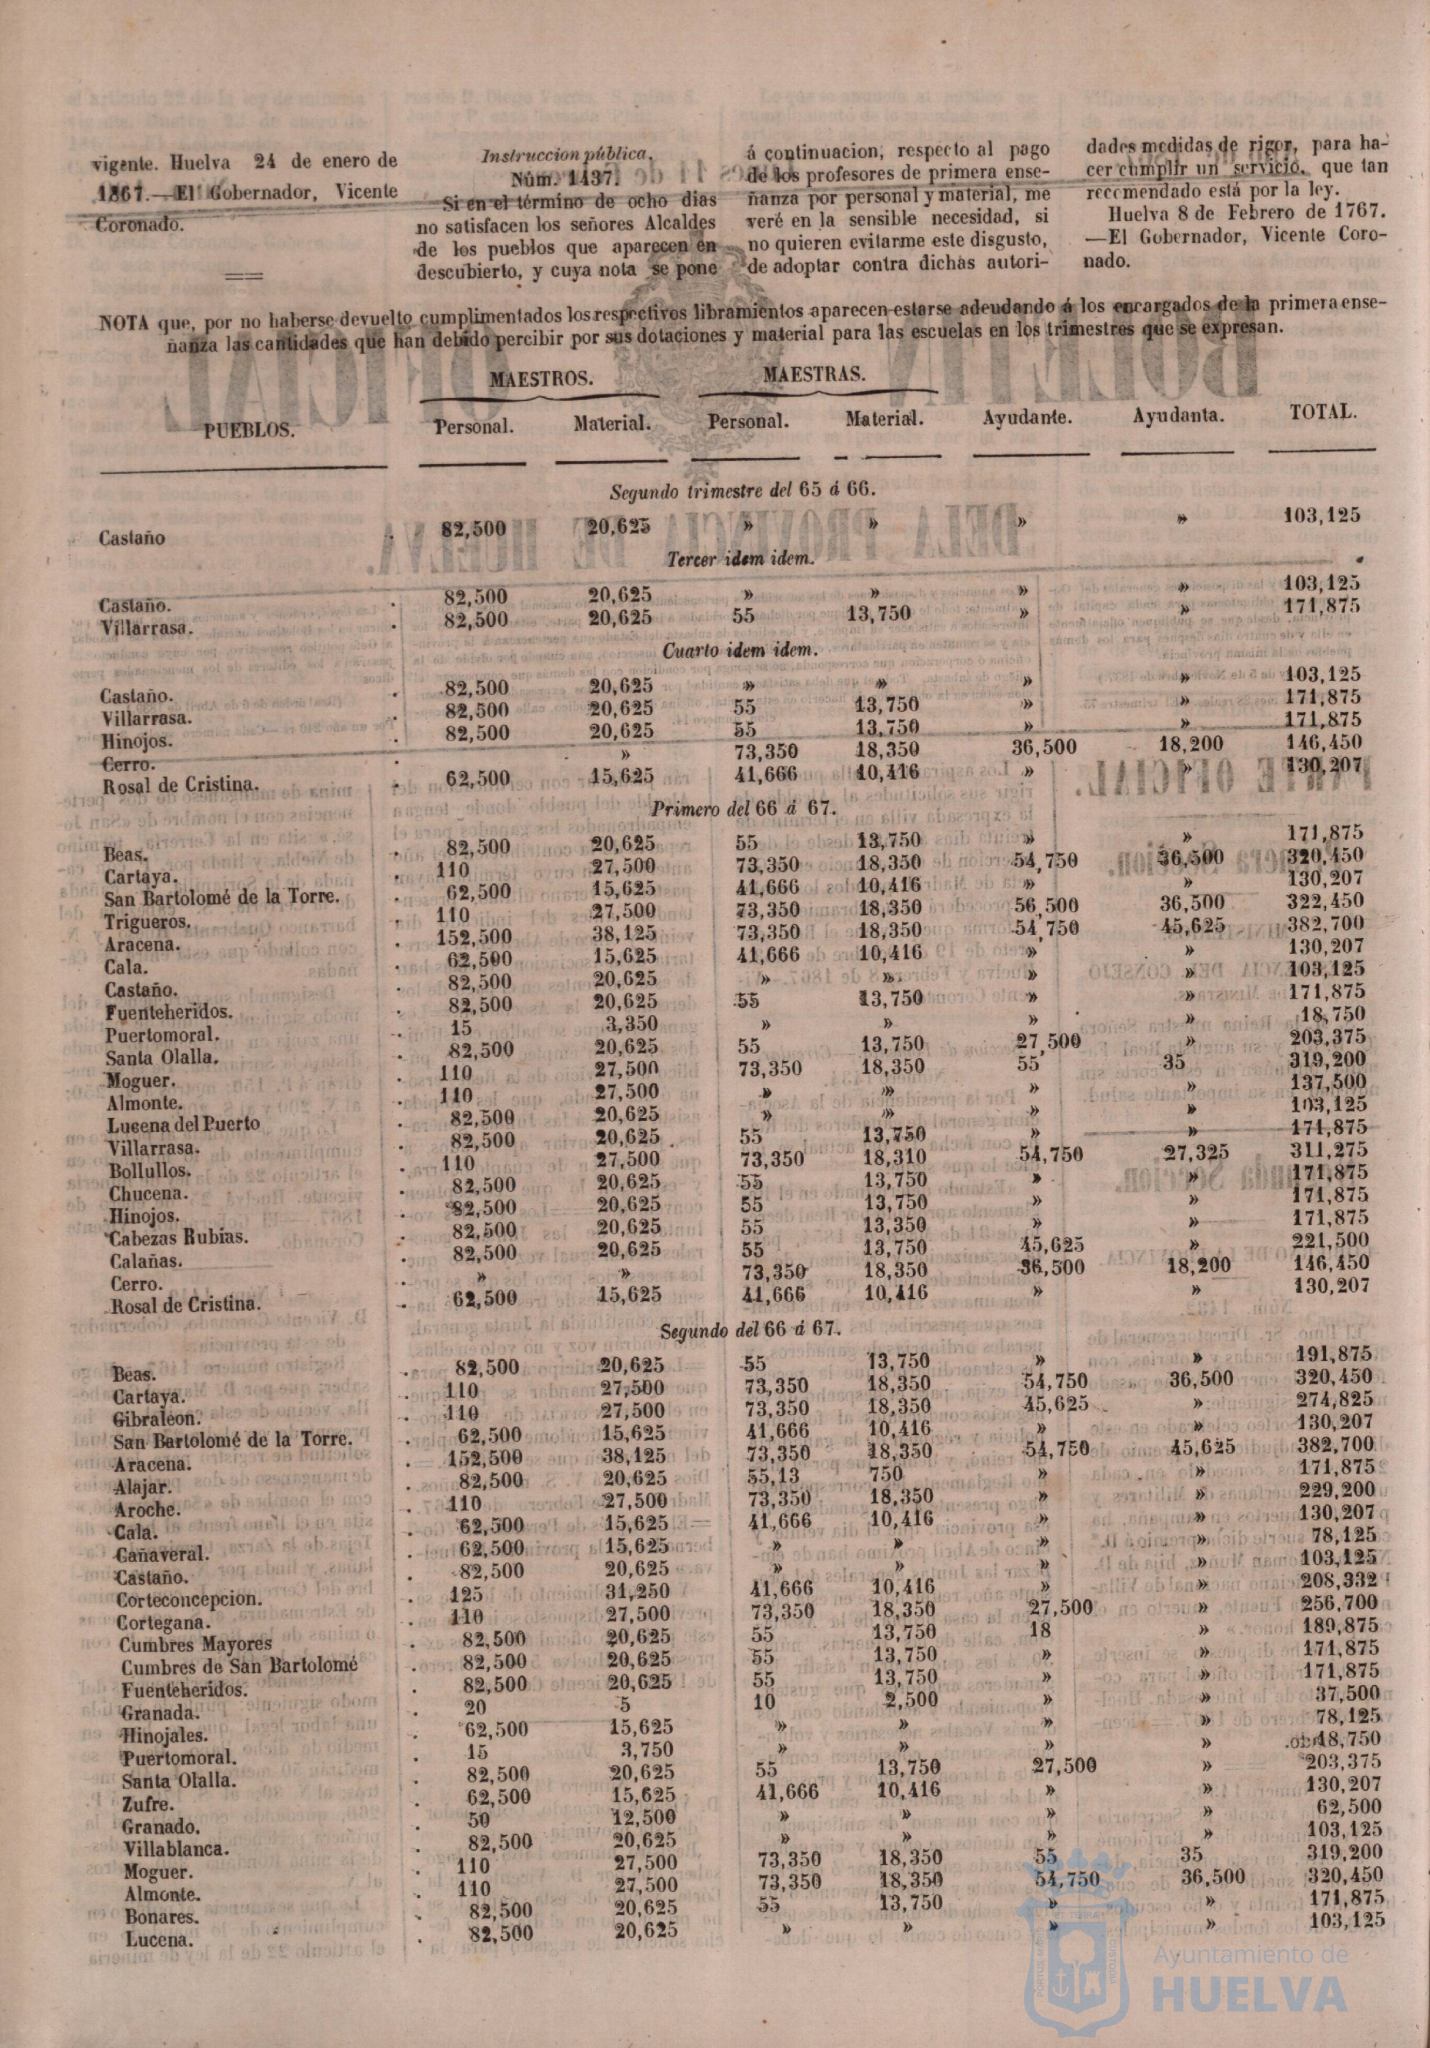 vigente. Huelva 24 de enero de
1867.—El Gobernador, Vicente
Coronado.
Instruccion pública.
Núm. 1437.
Si en el término de ocho dias
no satisfacen los señores Alcaldes
de los pueblos que aparecen en
descubierto, y cuya nota se pone
á continuacion, respecto al pago
de los profesores de primera ense-
ñanza por personal y material, me
veré en la sensible necesidad, si
no quieren evitarme este disgusto,
de adoptar contra dichas autori-
dades medidas de rigor, para ha-
cer cumplir un servicio, que tan
recomendado está por la ley.
Huelva 8 de Febrero de 1767.
—El Gobernador, Vicente Coro-
nado.
NOTA que, por no haberse devuelto cumplimentados los respectivos libramientos aparecen estarse adeudando á los encargados de la primera ense-
ñanza las cantidades que han debido percibir por sus dotaciones y material para las escuelas en los trimestres que se expresan.
MAESTROS. MAESTRAS.
PUEBLOS. Personal. Material. Personal. Material. Ayudante. Ayudanta. TOTAL.
Segundo trimestre del 65 á 66.
Castaño . 82,500 20,625 » » » » 103,125
Tercer idem idem.
Castaño. . 82,500 20,625 » » » » 103,125
Villarrasa. . 82,500 20,625 55 13,750 » » 171,875
Cuarto idem idem.
Castaño. . 82,500 20,625 » » » » 103,125
Villarrasa. . 82,500 20,625 55 13,750 » » 171,875
Hinojos. . 82,500 20,625 55 13,750 » » 171,875
Cerro. . » 73,350 18,350 36,500 18,200 146,450
Rosal de Cristina. . 62,500 15,625 41,666 10,416 » » 130,207
Primero del 66 á 67.
Beas. . 82,500 20,625 55 13,750 » » 171,875
Cartaya. . 110 27,500 73,350 18,350 54,750 36,500 320,450
San Bartolomé de la Torre. . 62,500 15,625 41,666 10,416 » » 130,207
Trigueros. . 110 27,500 73,350 18,350 56,500 36,500 322,450
Aracena. . 152,500 38,125 73,350 18,350 54,750 45,625 382,700
Cala. . 62,500 15,625 41,666 10,416 » » 130,207
Castaño. . 82,500 20,625 » » » » 103,125
Fuenteheridos. . 82,500 20,625 55 13,750 » » 171,875
Puertomoral. . 15 3,350 » » » » 18,750
Santa Olalla. . 82,500 20,625 55 13,750 27,500 » 203,375
Moguer. . 110 27,500 73,350 18,350 55 35 319,200
Almonte. . 110 27,500 » » » » 137,500
Lucena del Puerto . 82,500 20,625 » » » » 103,125
Villarrasa. . 82,500 20,625 55 13,750 » » 171,875
Bollullos. . 110 27,500 73,350 18,310 54,750 27,325 311,275
Chucena. . 82,500 20,625 55 13,750 » » 171,875
Hinojos. . 82,500 20,625 55 13,750 » » 171,875
Cabezas Rubias. . 82,500 20,625 55 13,350 » » 171,875
Calañas. . 82,500 20,625 55 13,750 45,625 » 221,500
Cerro. . » » 73,350 18,350 36,500 18,200 146,450
Rosal de Cristina. . 62,500 15,625 41,666 10,416 » » 130,207
Segundo del 66 á 67.
Beas. . 82,500 20,625 55 13,750 » » 191,875
Cartaya. . 110 27,500 73,350 18,350 54,750 36,500 320,450
Gibraleon. . 110 27,500 73,350 18,350 45,625 » 274,825
San Bartolomé de la Torre. . 62,500 15,625 41,666 10,416 » » 130,207
Aracena. . 152,500 38,125 73,350 18,350 54,750 45,625 382,700
Alajar. . 82,500 20,625 55,13 750 » » 171,875
Aroche. . 110 27,500 73,350 18,350 » » 229,200
Cala. . 62,500 15,625 41,666 10,416 » » 130,207
Cañaveral. . 62,500 15,625 » » » » 78,125
Castaño. . 82,500 20,625 » » » » 103,125
Corteconcepcion. . 125 31,250 41,666 10,416 » » 208,332
Cortegana. . 110 27,500 73,350 18,350 27,500 » 256,700
Cumbres Mayores . 82,500 20,625 55 13,750 18 » 189,875
Cumbres de San Bartolomé . 82,500 20,625 55 13,750 » » 171,875
Fuenteheridos. . 82,500 20,625 55 13,750 » » 171,875
Granada. . 20 5 10 2,500 » » 37,500
Hinojales. . 62,500 15,625 » » » » 78,125
Puertomoral. . 15 3,750 » » » » 18,750
Santa Olalla. . 82,500 20,625 55 13,750 27,500 » 203,375
Zufre. . 62,500 15,625 41,666 10,416 » » 130,207
Granado. . 50 12,500 » » » » 62,500
Villablanca. . 82,500 20,625 » » » » 103,125
Moguer. . 110 27,500 73,350 18,350 55 35 319,200
Almonte. . 110 27,500 73,350 18,350 54,750 36,500 320,450
Bonares. . 82,500 20,625 55 13,750 » » 171,875
Lucena. . 82,500 20,625 » » » » 103,125
Ayuntamiento de
HUELVA